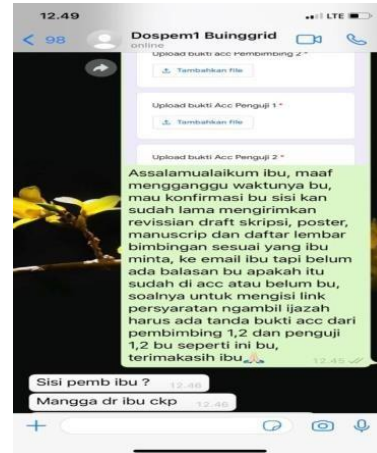 12.49
LTE
98
Dospem1 Buinggrid
online
Upload bukti acc Pembimbing 2 *
Tambahkan file
Upload bukti Acc Penguji 1 *
Tambahkan file
Upload bukti Acc Penguji 2 *
Assalamualaikum ibu, maaf
mengganggu waktunya bu,
mau konfirmasi bu sisi kan
sudah lama mengirimkan
revissian draft skripsi, poster,
manuscrip dan daftar lembar
bimbingan sesuai yang ibu
minta, ke email ibu tapi belum
ada balasan bu apakah itu
sudah di acc atau belum bu,
soalnya untuk mengisi link
persyaratan ngambil ijazah
harus ada tanda bukti acc dari
pembimbing 1,2 dan penguji
1,2 bu seperti ini bu,
terimakasih ibu🙏🏻 12.45
Sisi pemb ibu ? 12.46
Mangga dr ibu ckp 12.46